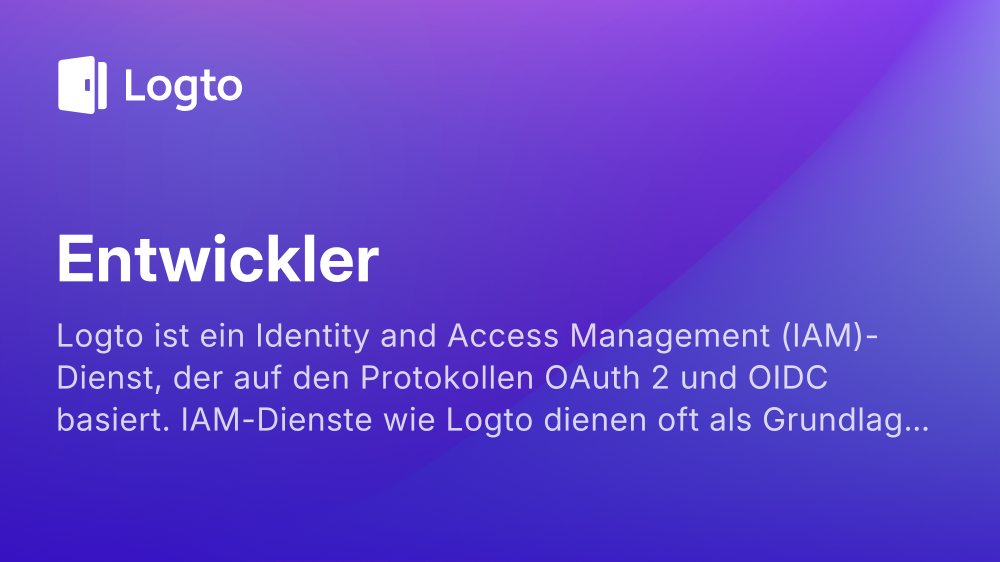 Logto
Entwickler
Logto ist ein Identity and Access Management (IAM)-
Dienst, der auf den Protokollen OAuth 2 und OIDC
basiert. IAM-Dienste wie Logto dienen oft als Grundlag...